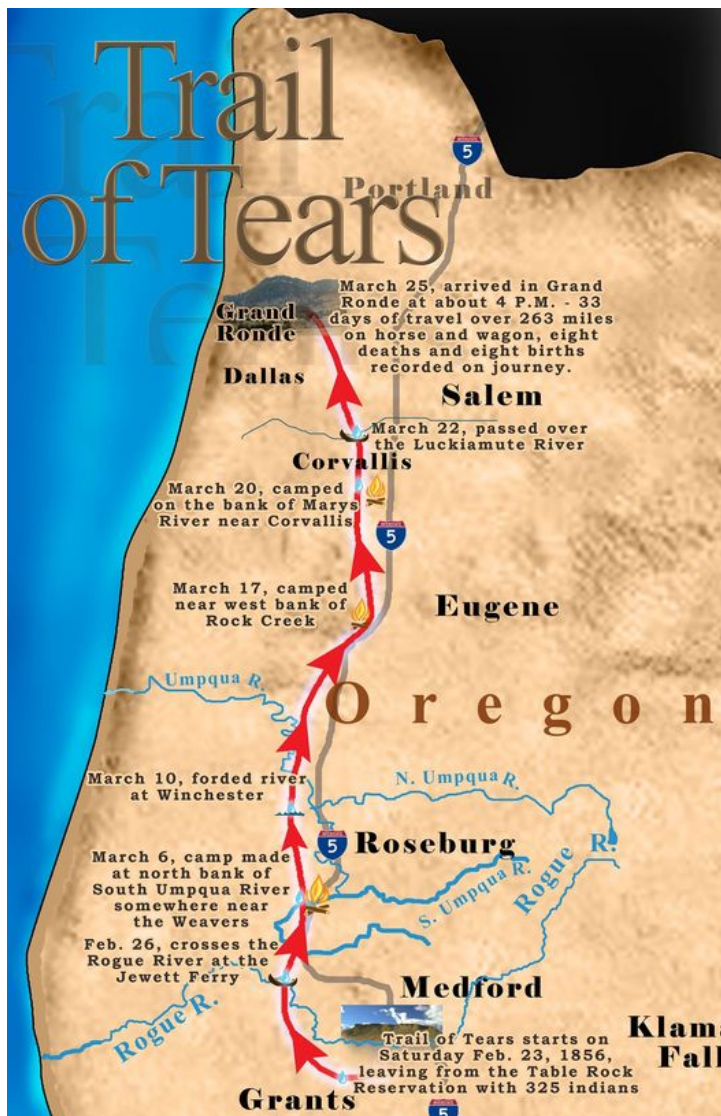 Trail
of Tears
5
Portland
March 25, arrived in Grand
Ronde at about 4 P.M. - 33
days of travel over 263 miles
on horse and wagon, eight
deaths and eight births
recorded on journey.
Grand
Ronde
Dallas
Salem
March 22, passed over
the Luckiamute River
Corvallis
March 20, camped
on the bank of Marys
River near Corvallis
5
March 17, camped
near west bank of
Rock Creek
Eugene
Umpqua R.
Oregon
March 10, forded river
at Winchester
N. Umpqua R.
5
Roseburg
March 6, camp made
at north bank of
South Umpqua River
somewhere near
the Weavers
S. Umpqua R.
Rogue R.
Feb. 26, crosses the
Rogue River at the
Jewett Ferry
Medford
Rogue R.
Klama
Fall
Trail of Tears starts on
Saturday Feb. 23, 1856,
leaving from the Table Rock
Reservation with 325 indians
Grants
5